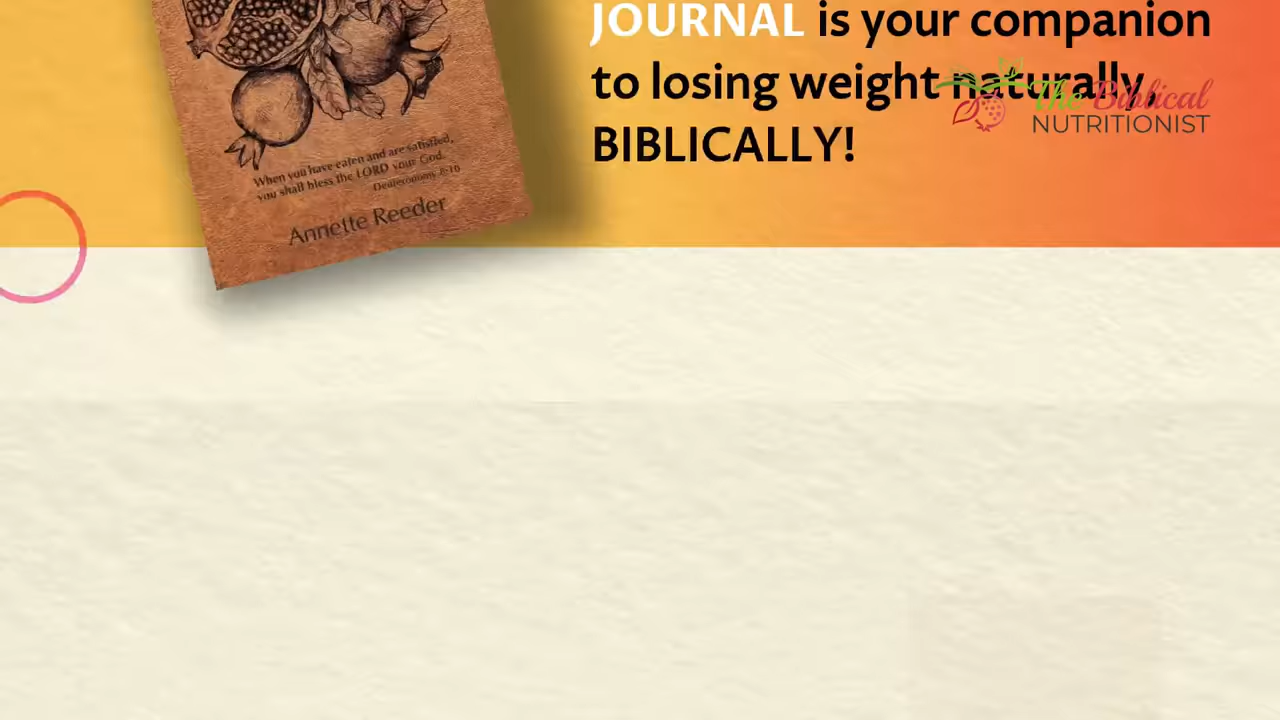 JOURNAL is your companion
to losing weight naturally,
BIBLICALLY!
The Biblical
NUTRITIONIST
When you have eaten and are satisfied,
you shall bless the LORD your God.
Deuteronomy 8:10
Annette Reeder